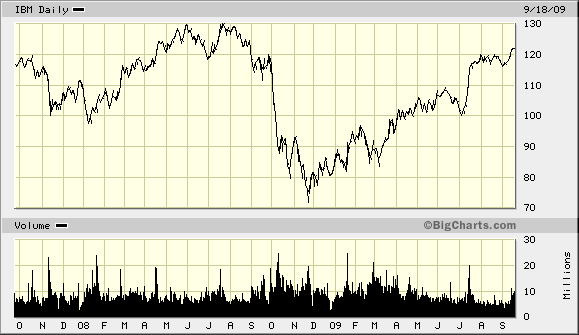 IBM Daily 9/18/09
130
120
110
100
90
80
70
Volume ©BigCharts.com
30
20
10
0
Millions
O N D 08 F M A M J J A S O N D 09 F M A M J J A S